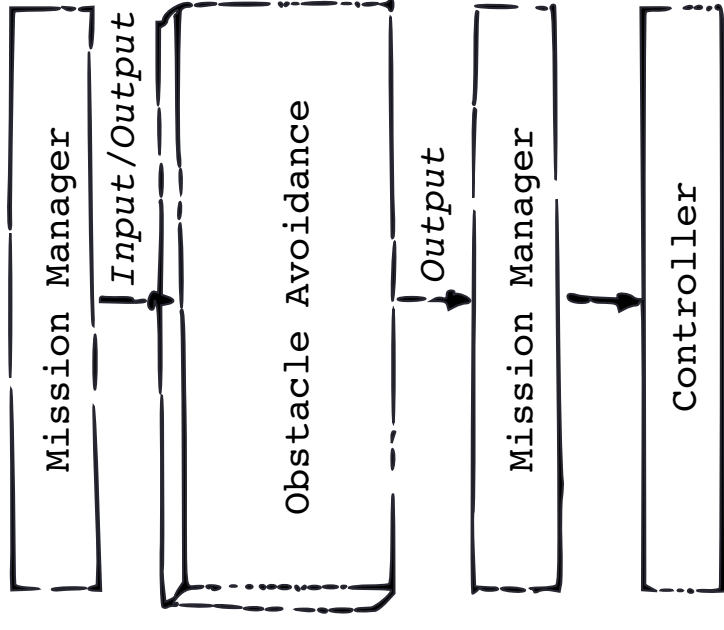 Mission Manager
Input/Output
Obstacle Avoidance
Output
Mission Manager
Controller